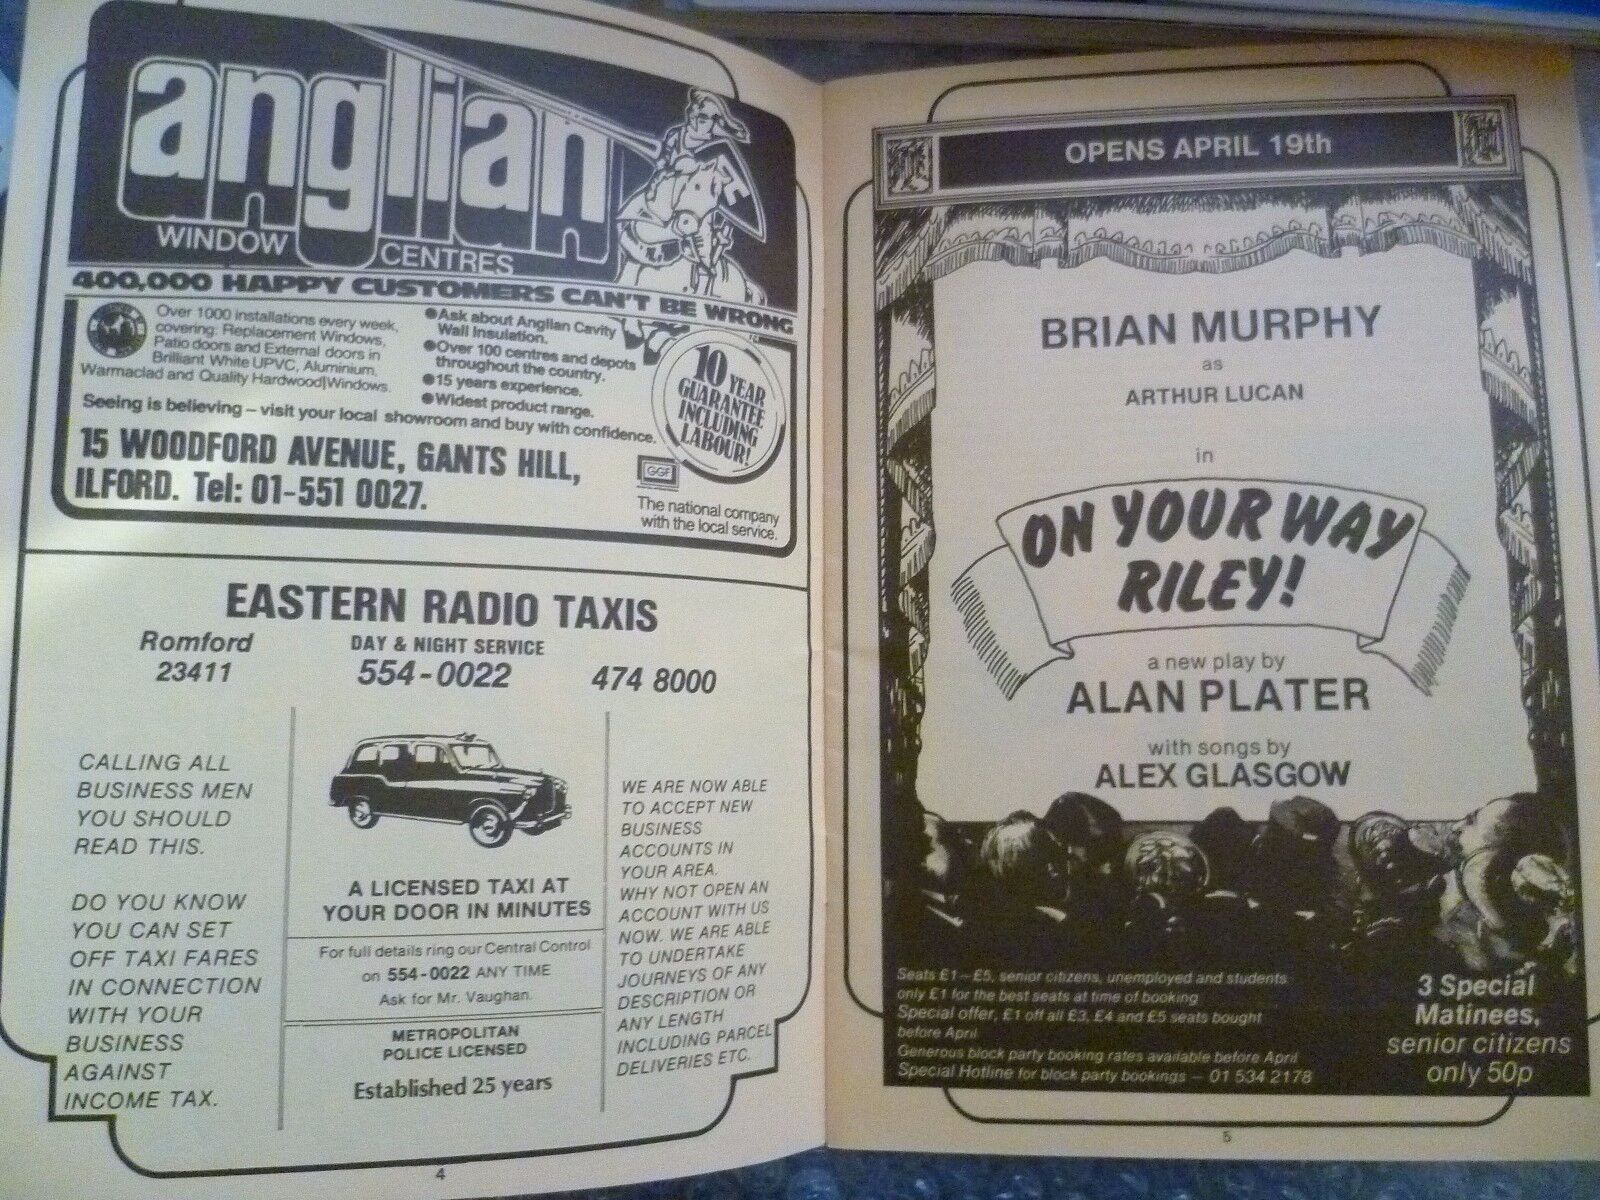 anglian
WINDOW CENTRES
400,000 HAPPY CUSTOMERS CAN'T BE WRONG
Over 1000 installations every week,
covering: Replacement Windows,
Patio doors and External doors in
Brilliant White UPVC, Aluminium.
Warmaclad and Quality Hardwood Windows.
●Ask about Anglian Cavity
Wall Insulation.
●Over 100 centres and depots
throughout the country.
●15 years experience.
●Widest product range.
Seeing is believing – visit your local showroom and buy with confidence.
10 YEAR
GUARANTEE
INCLUDING
LABOUR!
15 WOODFORD AVENUE, GANTS HILL,
ILFORD. Tel: 01-551 0027.
GGF
The national company
with the local service.
EASTERN RADIO TAXIS
Romford
23411
DAY & NIGHT SERVICE
554-0022
474 8000
CALLING ALL
BUSINESS MEN
YOU SHOULD
READ THIS.
DO YOU KNOW
YOU CAN SET
OFF TAXI FARES
IN CONNECTION
WITH YOUR
BUSINESS
AGAINST
INCOME TAX.
A LICENSED TAXI AT
YOUR DOOR IN MINUTES
For full details ring our Central Control
on 554-0022 ANY TIME
Ask for Mr. Vaughan.
METROPOLITAN
POLICE LICENSED
Established 25 years
WE ARE NOW ABLE
TO ACCEPT NEW
BUSINESS
ACCOUNTS IN
YOUR AREA.
WHY NOT OPEN AN
ACCOUNT WITH US
NOW. WE ARE ABLE
TO UNDERTAKE
JOURNEYS OF ANY
DESCRIPTION OR
ANY LENGTH
INCLUDING PARCEL
DELIVERIES ETC.
4
OPENS APRIL 19th
BRIAN MURPHY
as
ARTHUR LUCAN
in
ON YOUR WAY
RILEY!
a new play by
ALAN PLATER
with songs by
ALEX GLASGOW
Seats £1–£5, senior citizens, unemployed and students
only £1 for the best seats at time of booking
Special offer, £1 off all £3, £4 and £5 seats bought
before April
Generous block party booking rates available before April
Special Hotline for block party bookings – 01 534 2178
3 Special
Matinees,
senior citizens
only 50p
5